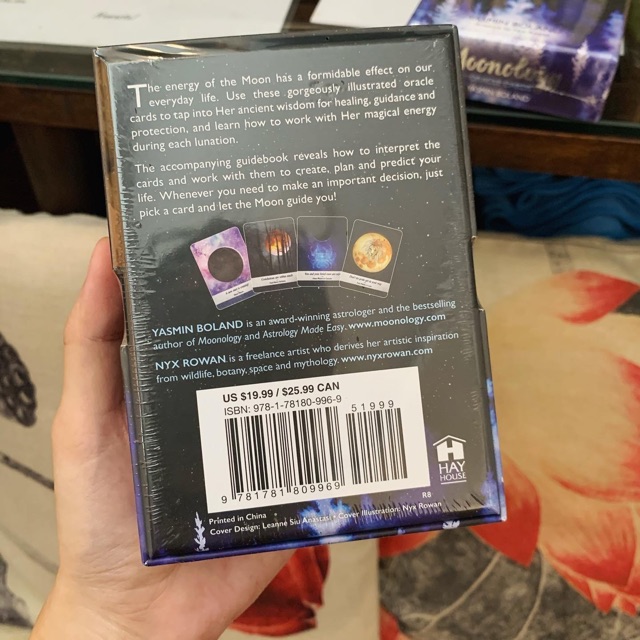 Moonology
YASMIN BOLAND
The energy of the Moon has a formidable effect on our
everyday life. Use these gorgeously illustrated oracle
cards to tap into Her ancient wisdom for healing, guidance and
protection, and learn how to work with Her magical energy
during each lunation.
The accompanying guidebook reveals how to interpret the
cards and work with them to create, plan and predict your
life. Whenever you need to make an important decision, just
pick a card and let the Moon guide you!
YASMIN BOLAND is an award-winning astrologer and the bestselling
author of Moonology and Astrology Made Easy. www.moonology.com
NYX ROWAN is a freelance artist who derives her artistic inspiration
from wildlife, botany, space and mythology. www.nyxrowan.com
US $19.99 / $25.99 CAN
ISBN: 978-1-78180-996-9
51999
9 781781 809969
HAY
HOUSE
R8
Printed in China
Cover Design: Leanne Siu Anastasi • Cover Illustration: Nyx Rowan